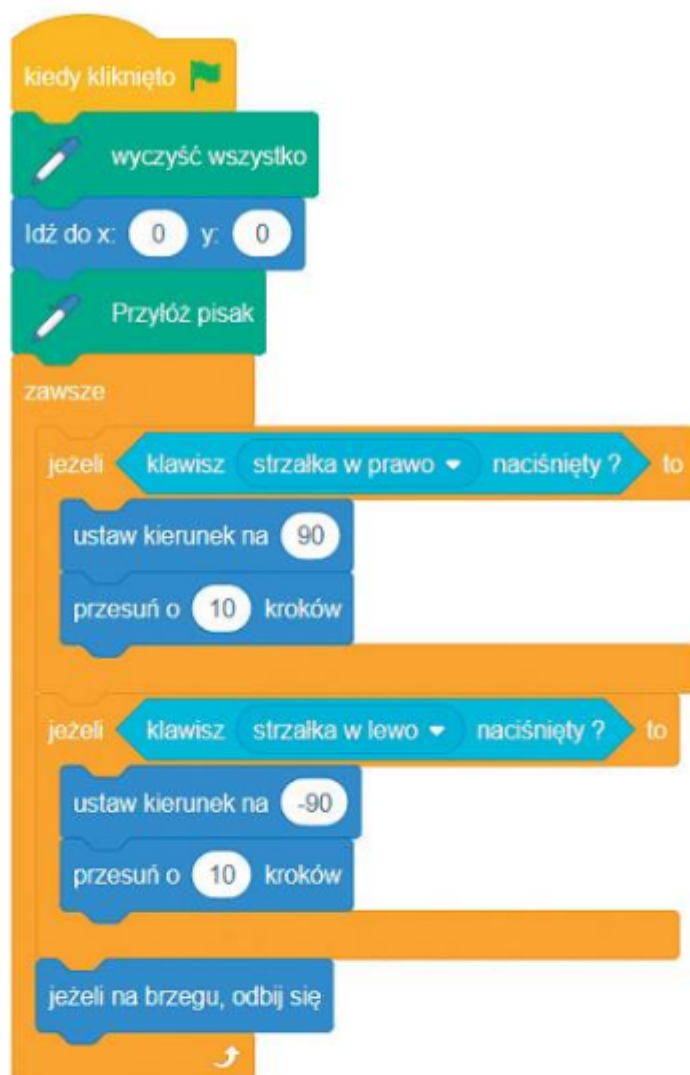 kiedy kliknięto
wyczyść wszystko
Idź do x: 0 y: 0
Przyłóż pisak
zawsze
jeżeli klawisz strzałka w prawo naciśnięty ? to
ustaw kierunek na 90
przesuń o 10 kroków
jeżeli klawisz strzałka w lewo naciśnięty ? to
ustaw kierunek na -90
przesuń o 10 kroków
jeżeli na brzegu, odbij się